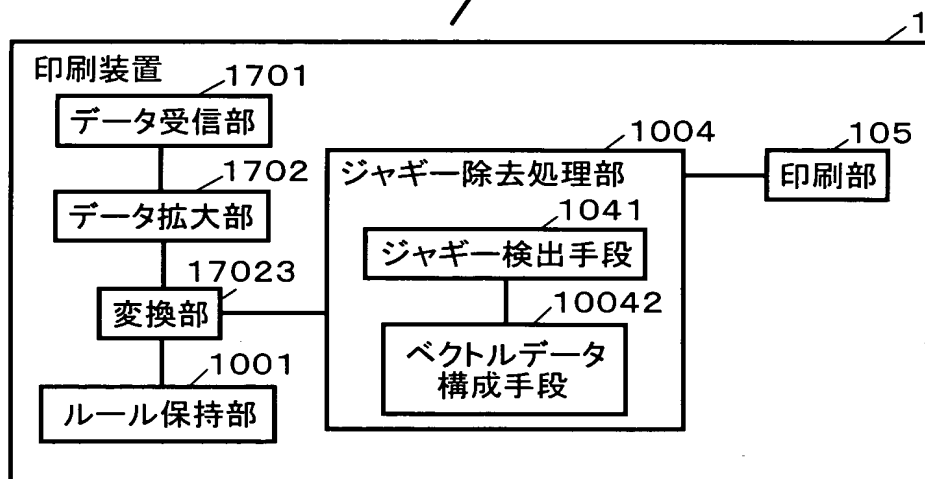 1
印刷装置
1701
データ受信部
1702
データ拡大部
17023
変換部
1001
ルール保持部
1004
ジャギー除去処理部
1041
ジャギー検出手段
10042
ベクトルデータ
構成手段
105
印刷部